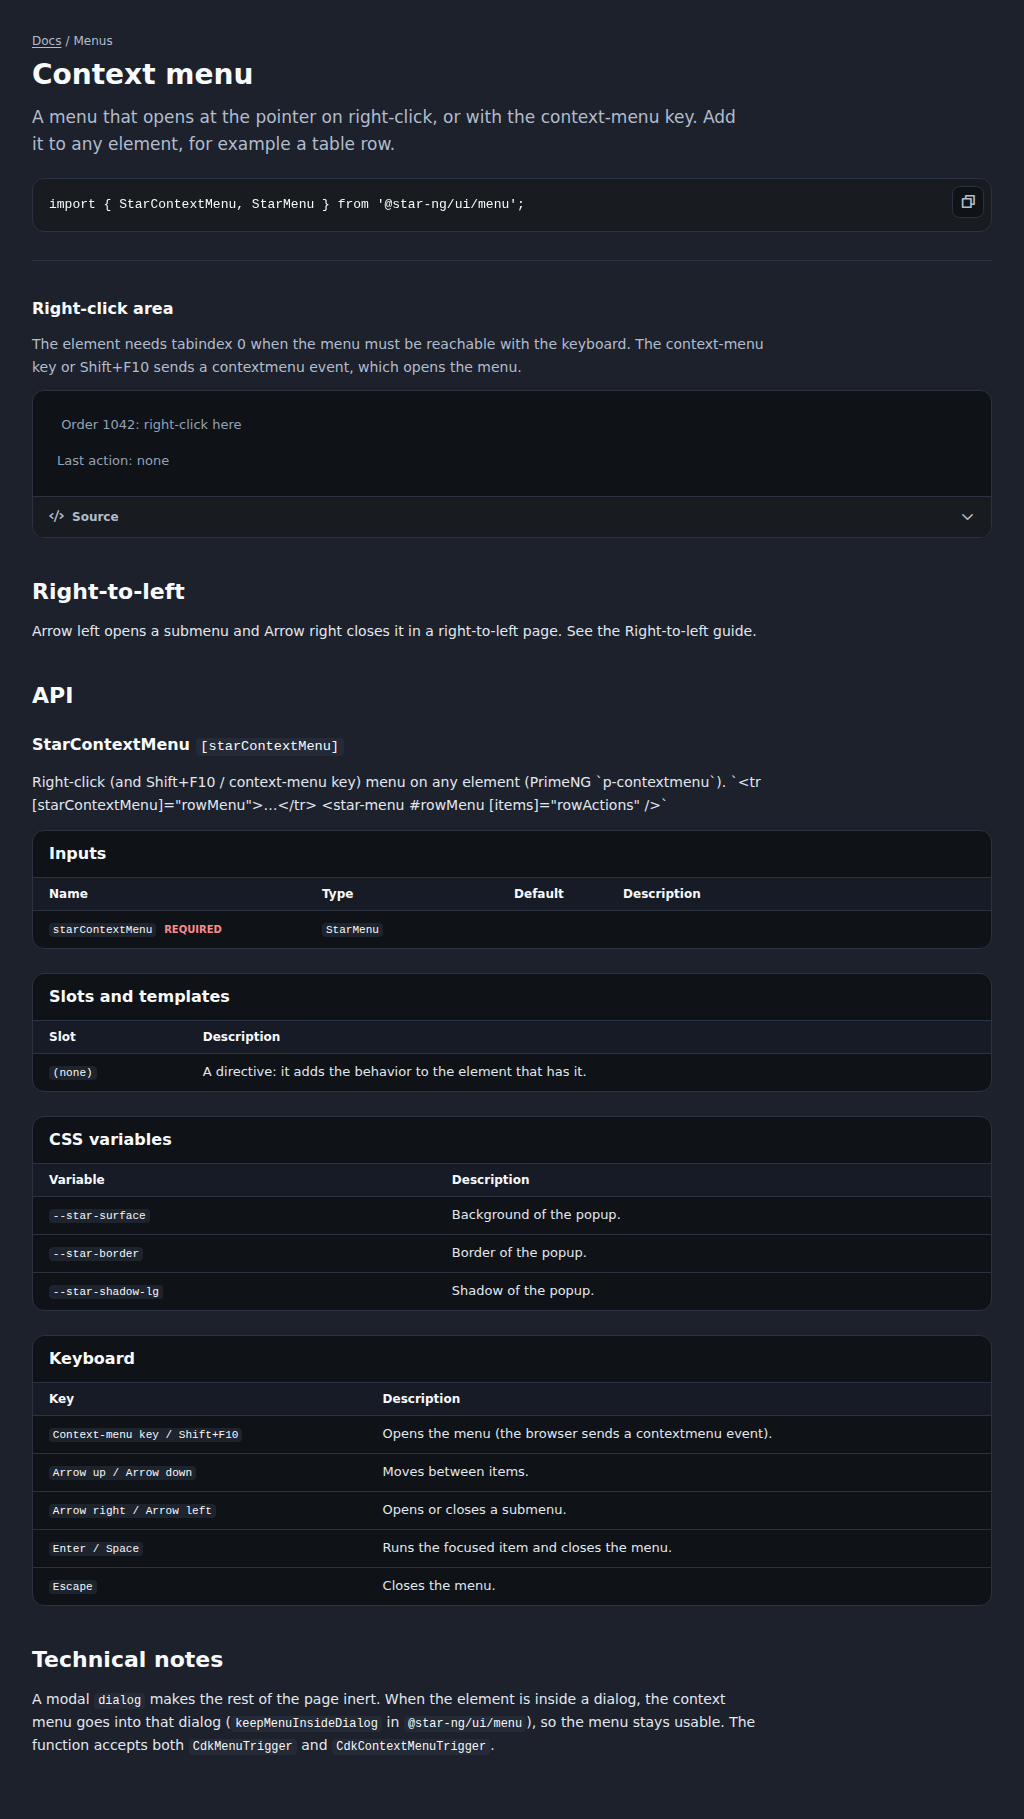 Docs / Menus
Context menu
A menu that opens at the pointer on right-click, or with the context-menu key. Add
it to any element, for example a table row.
import { StarContextMenu, StarMenu } from '@star-ng/ui/menu';
Right-click area
The element needs tabindex 0 when the menu must be reachable with the keyboard. The context-menu
key or Shift+F10 sends a contextmenu event, which opens the menu.
Order 1042: right-click here
Last action: none
Source
Right-to-left
Arrow left opens a submenu and Arrow right closes it in a right-to-left page. See the Right-to-left guide.
API
StarContextMenu [starContextMenu]
Right-click (and Shift+F10 / context-menu key) menu on any element (PrimeNG `p-contextmenu`). `<tr
[starContextMenu]="rowMenu">…</tr> <star-menu #rowMenu [items]="rowActions" />`
Inputs
Name Type Default Description
starContextMenu REQUIRED StarMenu
Slots and templates
Slot Description
(none) A directive: it adds the behavior to the element that has it.
CSS variables
Variable Description
--star-surface Background of the popup.
--star-border Border of the popup.
--star-shadow-lg Shadow of the popup.
Keyboard
Key Description
Context-menu key / Shift+F10 Opens the menu (the browser sends a contextmenu event).
Arrow up / Arrow down Moves between items.
Arrow right / Arrow left Opens or closes a submenu.
Enter / Space Runs the focused item and closes the menu.
Escape Closes the menu.
Technical notes
A modal dialog makes the rest of the page inert. When the element is inside a dialog, the context
menu goes into that dialog ( keepMenuInsideDialog in @star-ng/ui/menu ), so the menu stays usable. The
function accepts both CdkMenuTrigger and CdkContextMenuTrigger .